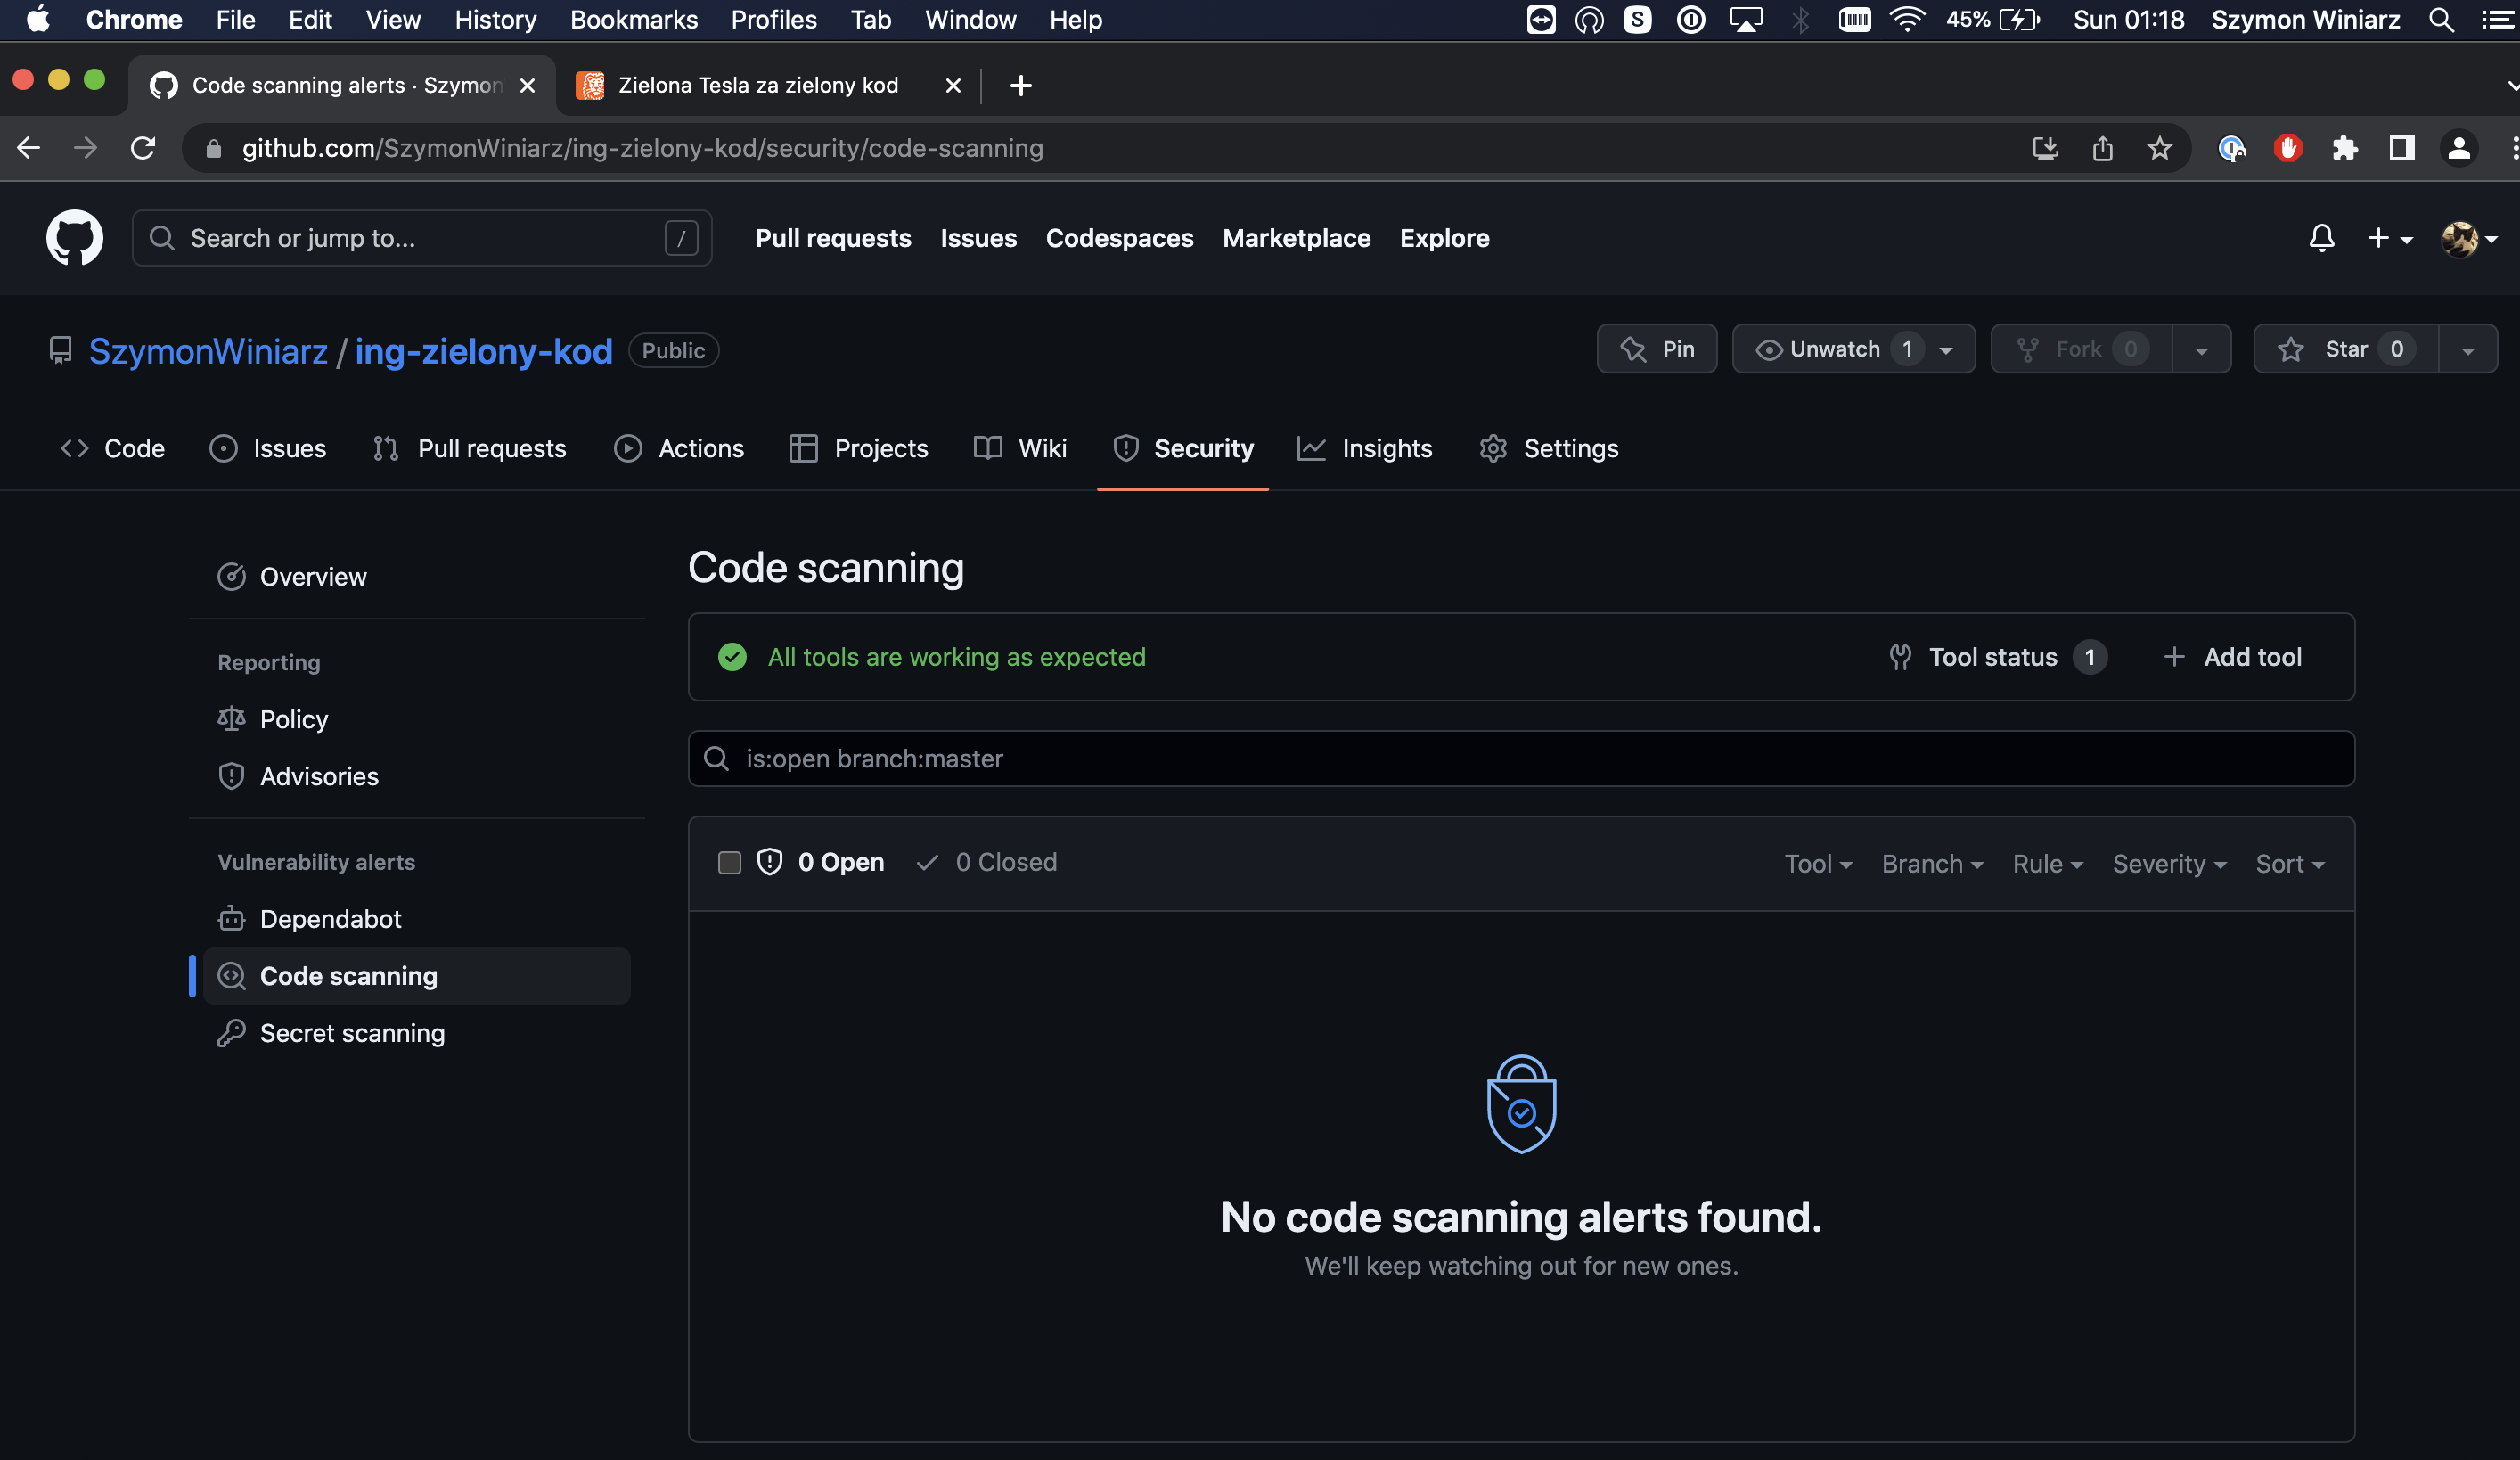 Chrome File Edit View History Bookmarks Profiles Tab Window Help 45% Sun 01:18 Szymon Winiarz
Code scanning alerts · Szymon Zielona Tesla za zielony kod
github.com/SzymonWiniarz/ing-zielony-kod/security/code-scanning
Search or jump to... / Pull requests Issues Codespaces Marketplace Explore
SzymonWiniarz / ing-zielony-kod Public Pin Unwatch 1 Fork 0 Star 0
Code Issues Pull requests Actions Projects Wiki Security Insights Settings
Overview
Reporting
Policy
Advisories
Vulnerability alerts
Dependabot
Code scanning
Secret scanning
Code scanning
All tools are working as expected Tool status 1 Add tool
is:open branch:master
0 Open 0 Closed Tool Branch Rule Severity Sort
No code scanning alerts found.
We'll keep watching out for new ones.